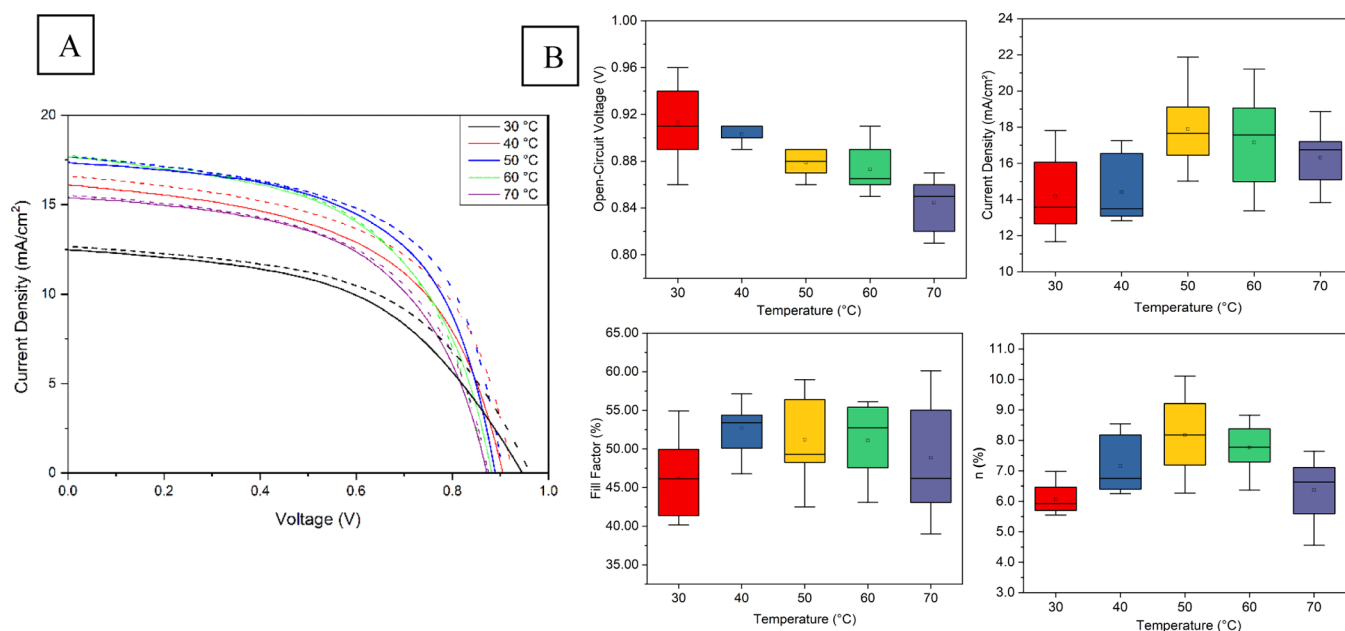 A
B
20
15
10
5
0
0.0 0.2 0.4 0.6 0.8 1.0
Current Density (mA/cm²)
Voltage (V)
30 °C
40 °C
50 °C
60 °C
70 °C
1.00
0.96
0.92
0.88
0.84
0.80
Open-Circuit Voltage (V)
30 40 50 60 70
Temperature (°C)
24
22
20
18
16
14
12
10
Current Density (mA/cm²)
30 40 50 60 70
Temperature (°C)
65.00
60.00
55.00
50.00
45.00
40.00
35.00
Fill Factor (%)
30 40 50 60 70
Temperature (°C)
11.0
10.0
9.0
8.0
7.0
6.0
5.0
4.0
3.0
n (%)
30 40 50 60 70
Temperature (°C)